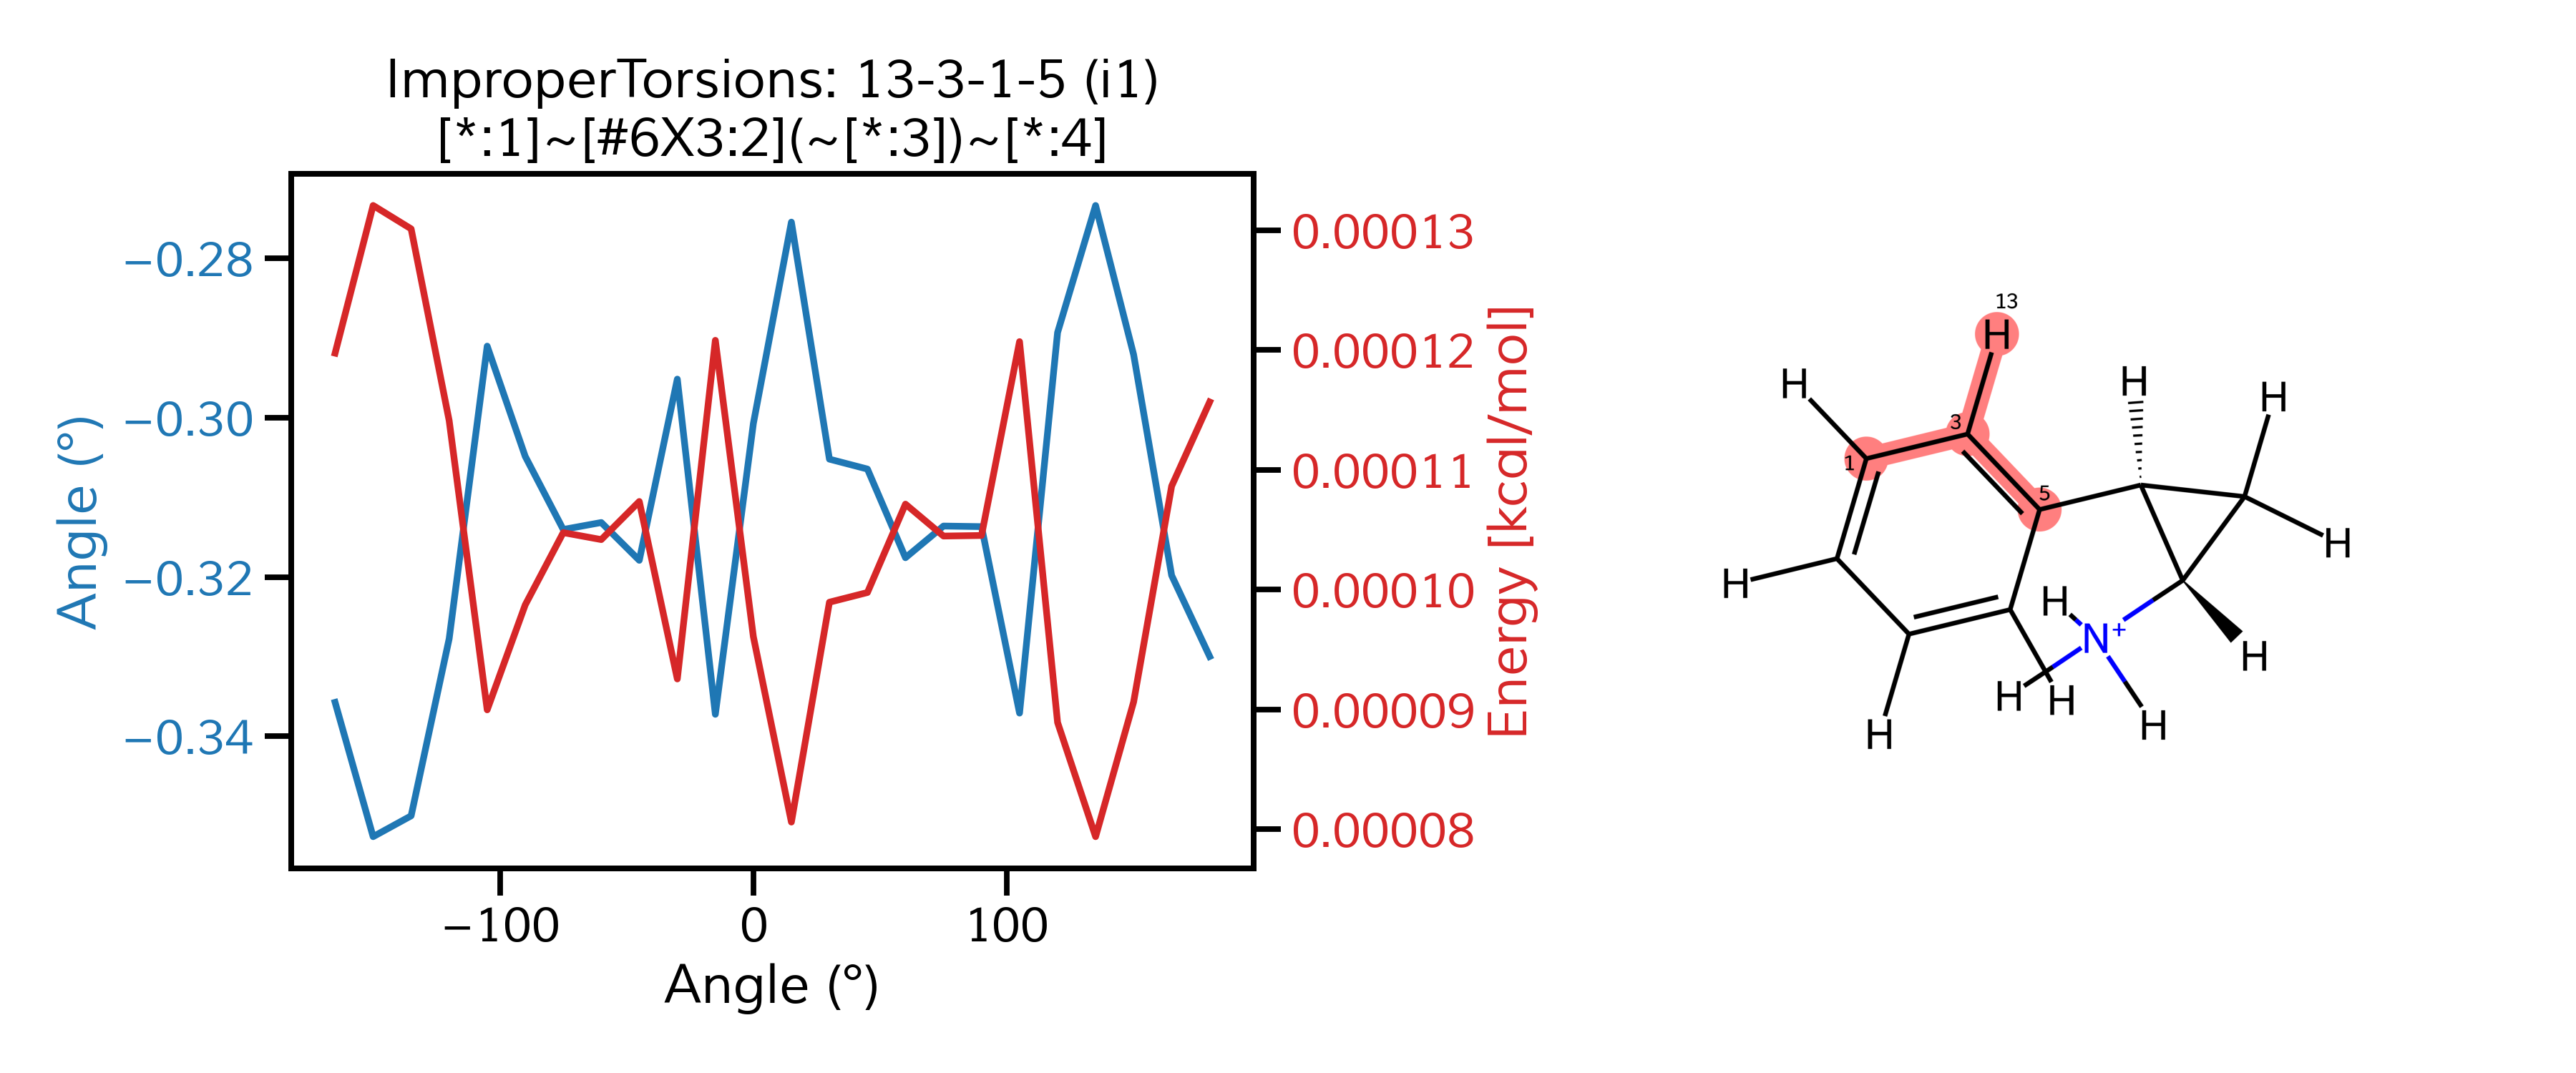 ImproperTorsions: 13-3-1-5 (i1)
[*:1]~[#6X3:2](~[*:3])~[*:4]
Angle (°)
−0.28
−0.30
−0.32
−0.34
0.00013
0.00012
0.00011
0.00010
0.00009
0.00008
Energy [kcal/mol]
−100
0
100
Angle (°)
13
H
H
H
H
3
1
5
H
H
H
N+
H
H
H
H
H